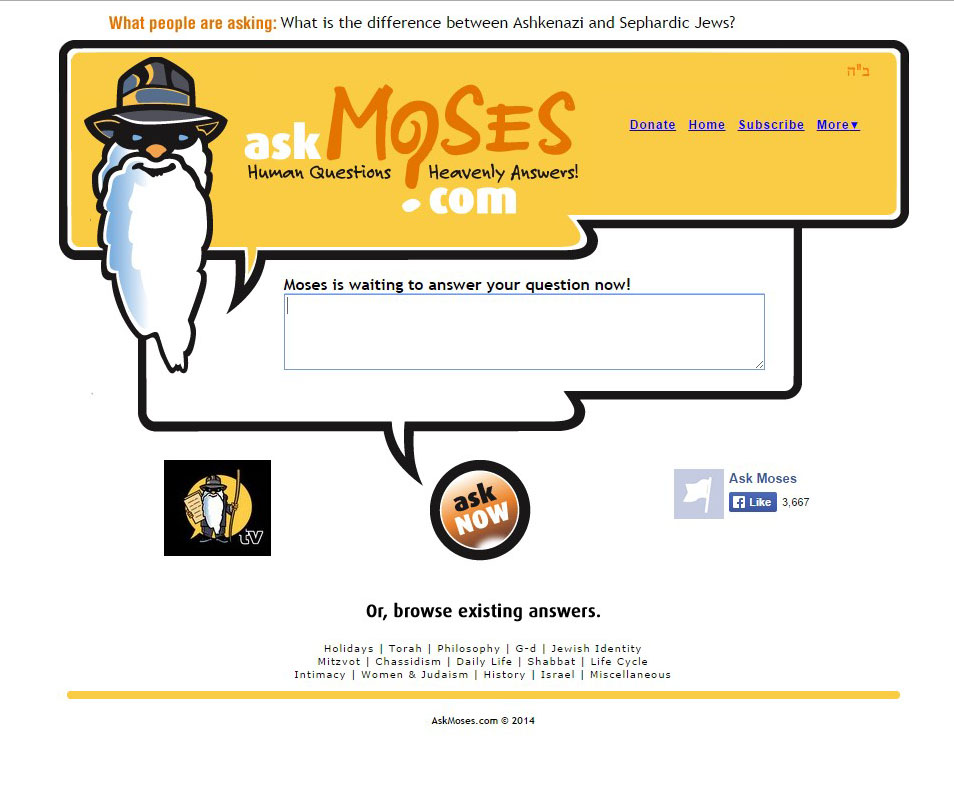 What people are asking: What is the difference between Ashkenazi and Sephardic Jews?
ב"ה
Donate Home Subscribe More▼
ask MOSES
Human Questions Heavenly Answers!
.com
Moses is waiting to answer your question now!
tv
ask NOW
Ask Moses
Like 3,667
Or, browse existing answers.
Holidays | Torah | Philosophy | G-d | Jewish Identity
Mitzvot | Chassidism | Daily Life | Shabbat | Life Cycle
Intimacy | Women & Judaism | History | Israel | Miscellaneous
AskMoses.com © 2014